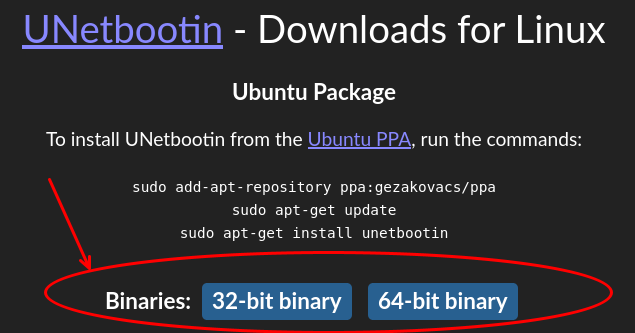 UNetbootin - Downloads for Linux
Ubuntu Package
To install UNetbootin from the Ubuntu PPA, run the commands:
sudo add-apt-repository ppa:gezakovacs/ppa
sudo apt-get update
sudo apt-get install unetbootin
Binaries: 32-bit binary 64-bit binary